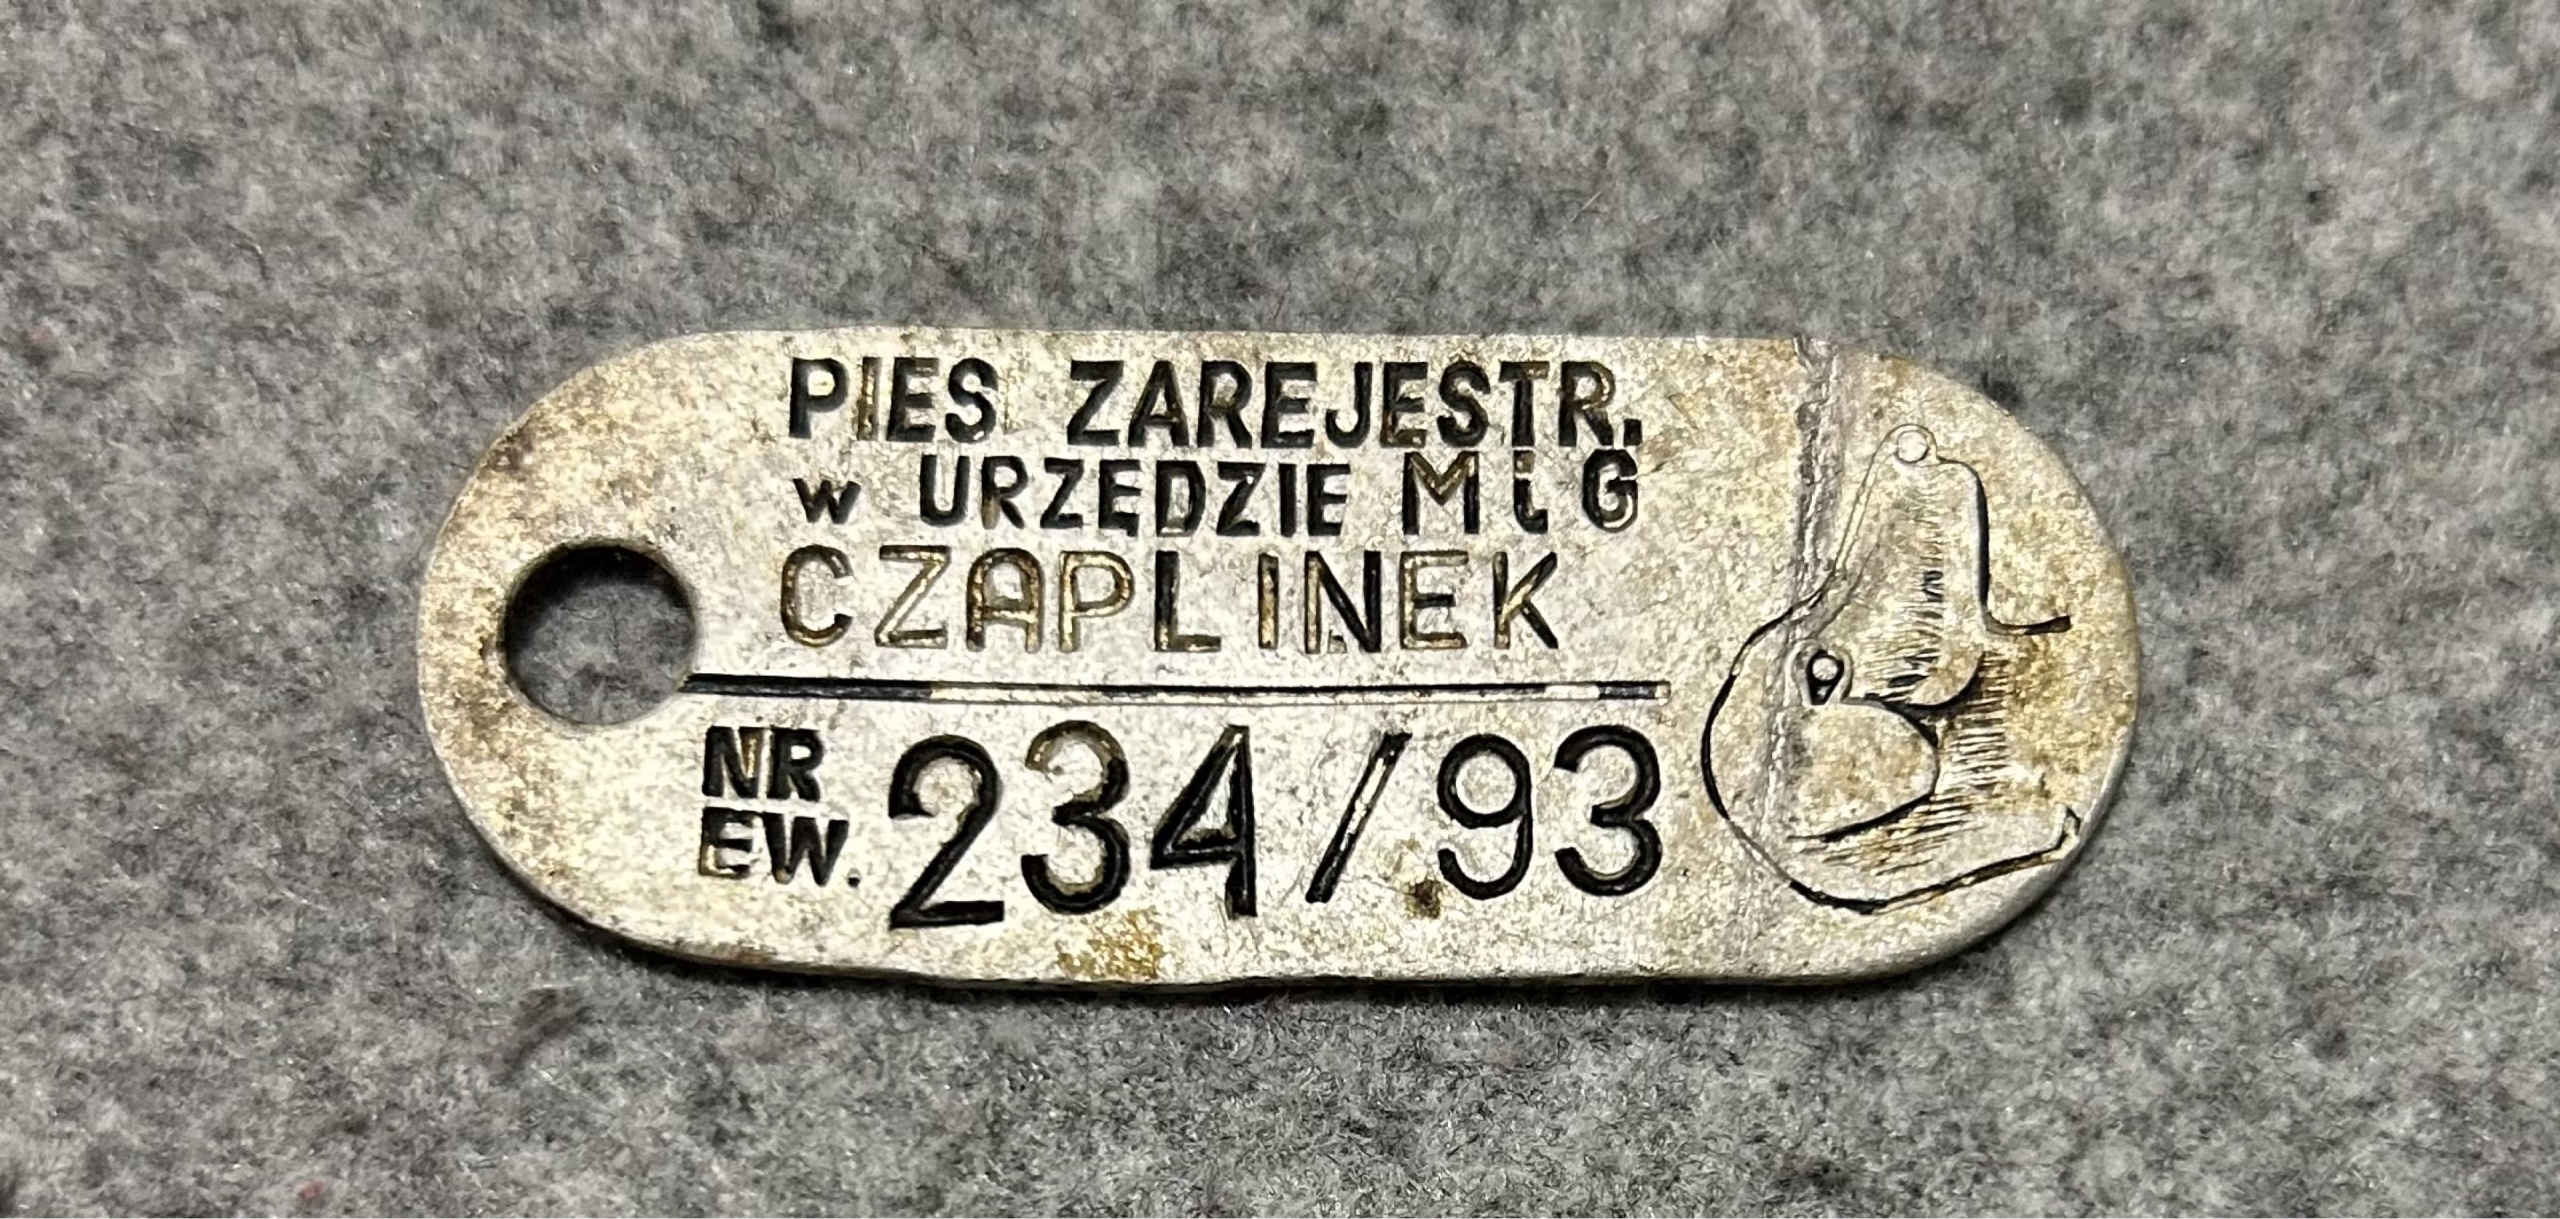 PIES ZAREJESTR.
w URZĘDZIE MiG
CZAPLINEK
NR EW. 234/93